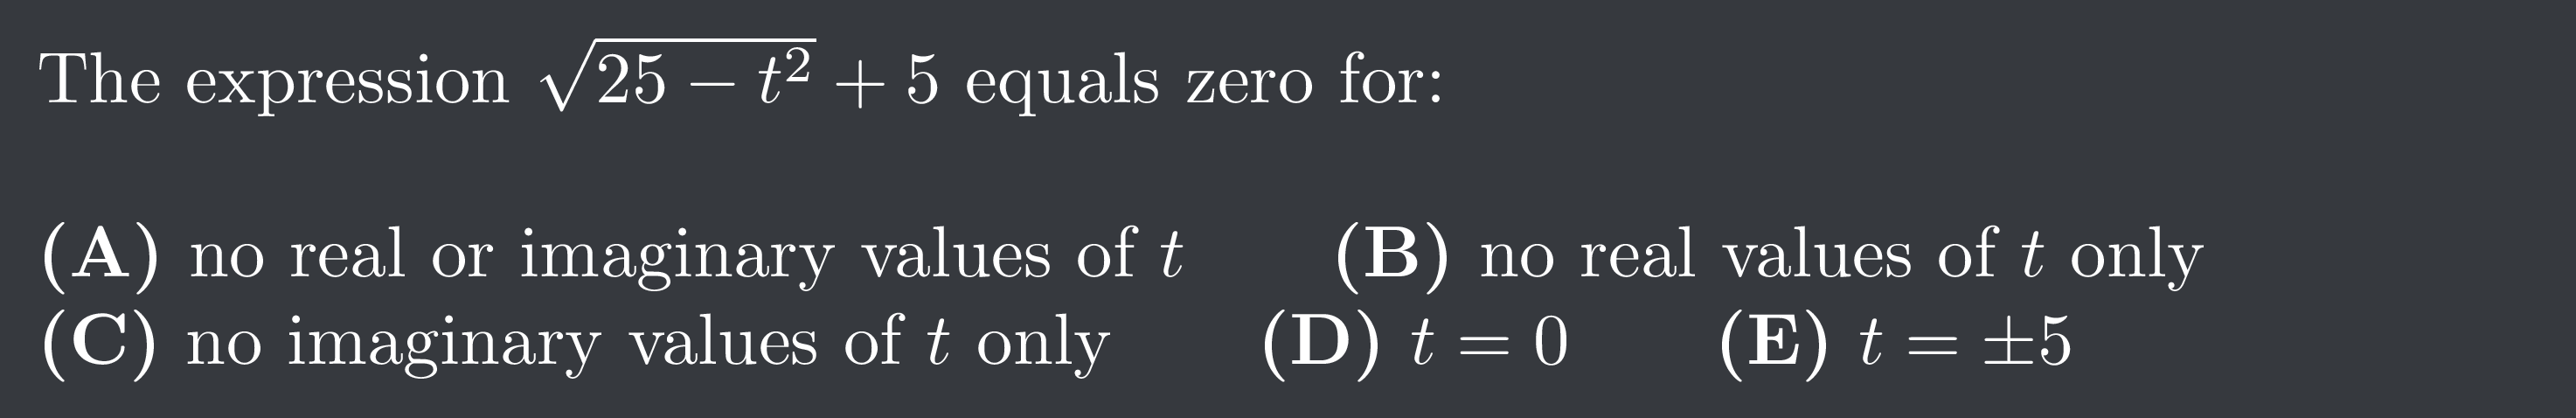 The expression √(25 − t²) + 5 equals zero for:
(A) no real or imaginary values of t (B) no real values of t only
(C) no imaginary values of t only (D) t = 0 (E) t = ±5